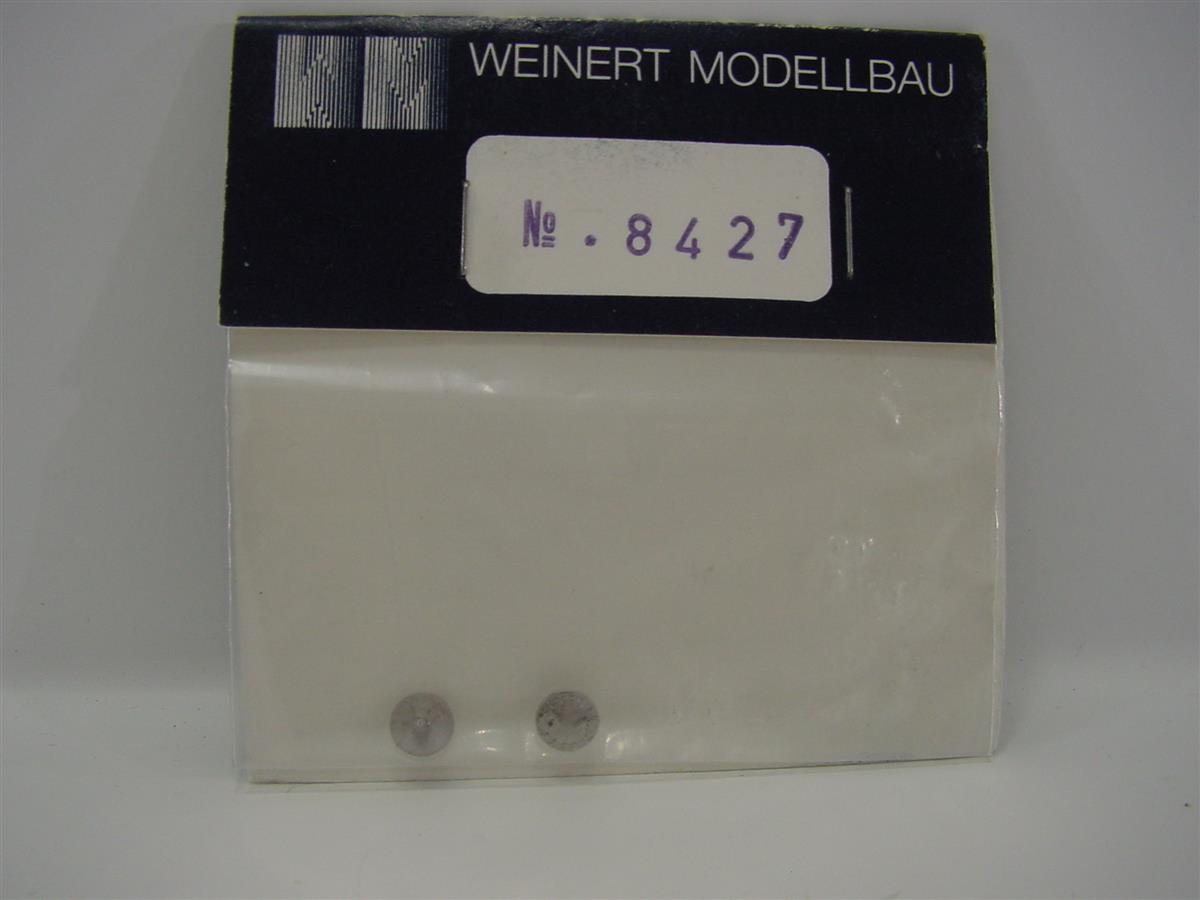 WEINERT MODELLBAU
№ . 8427